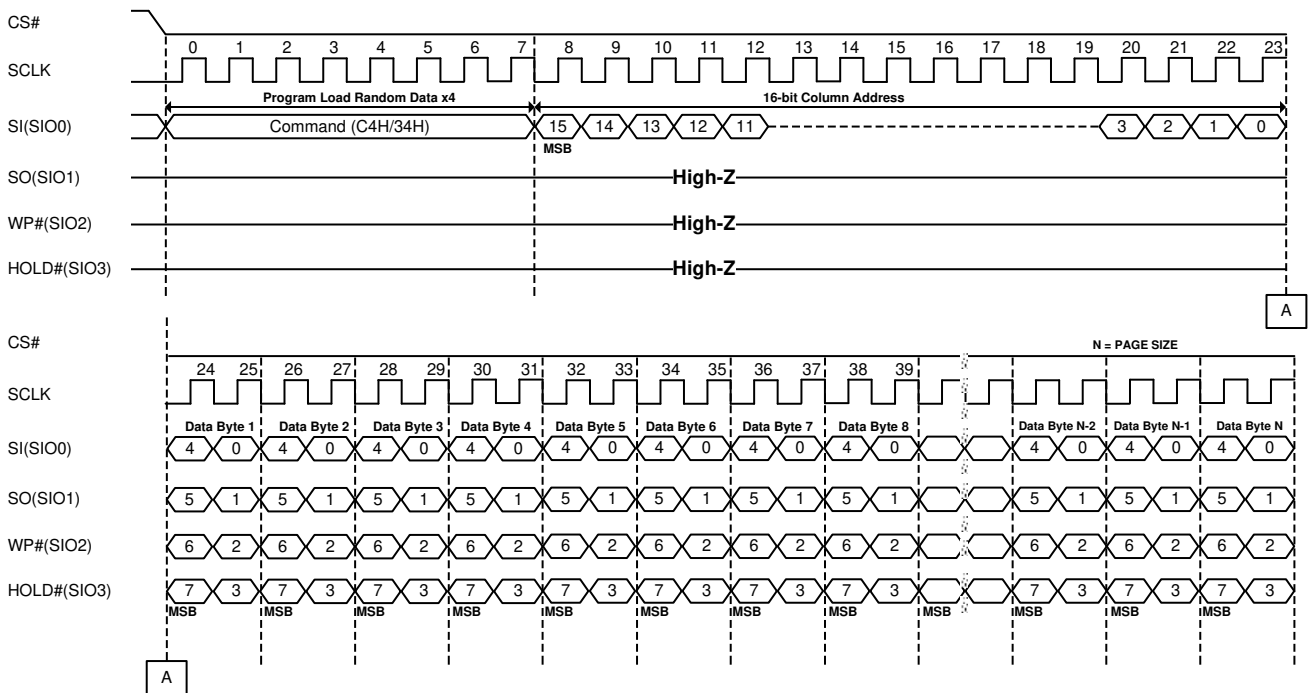 CS#
0 1 2 3 4 5 6 7 8 9 10 11 12 13 14 15 16 17 18 19 20 21 22 23
SCLK
Program Load Random Data x4 16-bit Column Address
SI(SIO0) Command (C4H/34H) 15 14 13 12 11 3 2 1 0
MSB
SO(SIO1) High-Z
WP#(SIO2) High-Z
HOLD#(SIO3) High-Z
A
CS#
N = PAGE SIZE
24 25 26 27 28 29 30 31 32 33 34 35 36 37 38 39
SCLK
Data Byte 1 Data Byte 2 Data Byte 3 Data Byte 4 Data Byte 5 Data Byte 6 Data Byte 7 Data Byte 8 Data Byte N-2 Data Byte N-1 Data Byte N
SI(SIO0) 4 0 4 0 4 0 4 0 4 0 4 0 4 0 4 0 4 0 4 0 4 0
SO(SIO1) 5 1 5 1 5 1 5 1 5 1 5 1 5 1 5 1 5 1 5 1 5 1
WP#(SIO2) 6 2 6 2 6 2 6 2 6 2 6 2 6 2 6 2 6 2 6 2 6 2
HOLD#(SIO3) 7 3 7 3 7 3 7 3 7 3 7 3 7 3 7 3 7 3 7 3 7 3
MSB MSB MSB MSB MSB MSB MSB MSB MSB MSB MSB MSB
A